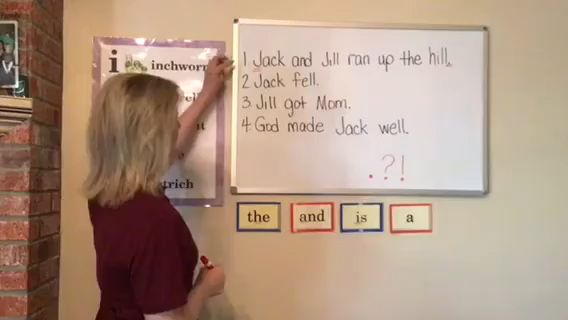 i inchworm
trich
1 Jack and Jill ran up the hill.
2 Jack fell.
3 Jill got Mom.
4 God made Jack well
.?!
the
and
is
a